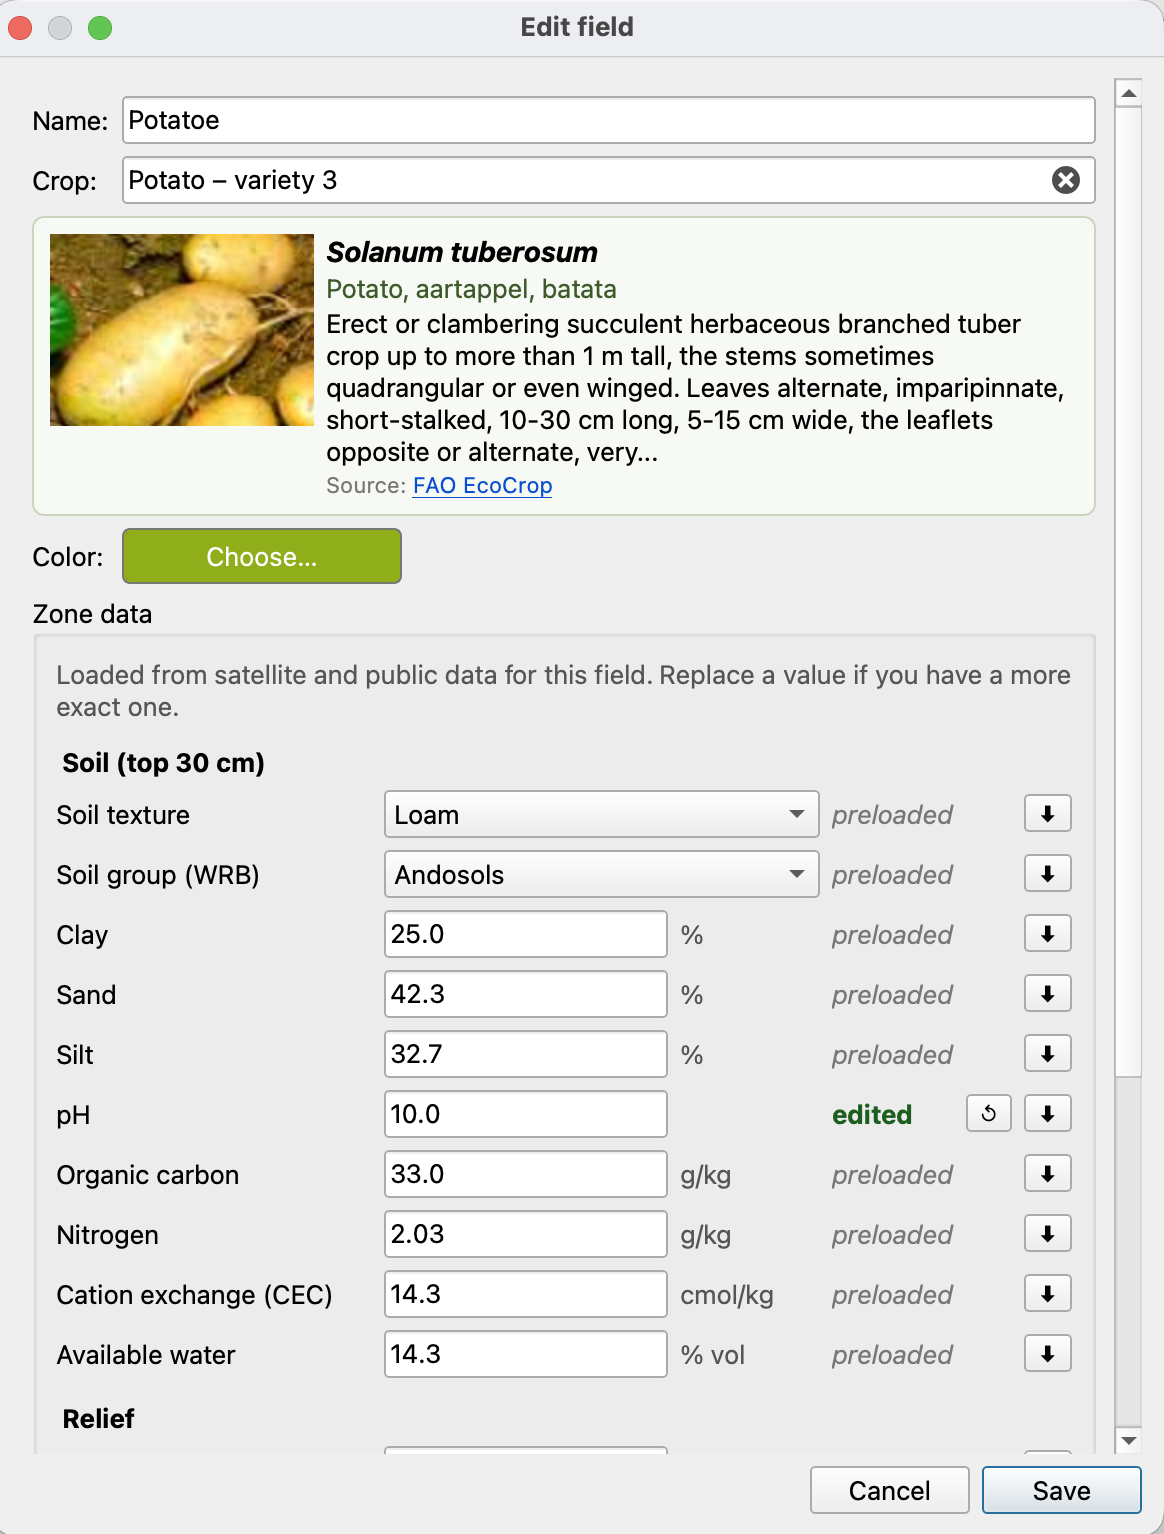 Edit field
Name: Potatoe
Crop: Potato – variety 3
Solanum tuberosum
Potato, aartappel, batata
Erect or clambering succulent herbaceous branched tuber
crop up to more than 1 m tall, the stems sometimes
quadrangular or even winged. Leaves alternate, imparipinnate,
short-stalked, 10-30 cm long, 5-15 cm wide, the leaflets
opposite or alternate, very...
Source: FAO EcoCrop
Color: Choose...
Zone data
Loaded from satellite and public data for this field. Replace a value if you have a more
exact one.
Soil (top 30 cm)
Soil texture Loam preloaded
Soil group (WRB) Andosols preloaded
Clay 25.0 % preloaded
Sand 42.3 % preloaded
Silt 32.7 % preloaded
pH 10.0 edited
Organic carbon 33.0 g/kg preloaded
Nitrogen 2.03 g/kg preloaded
Cation exchange (CEC) 14.3 cmol/kg preloaded
Available water 14.3 % vol preloaded
Relief
Cancel Save